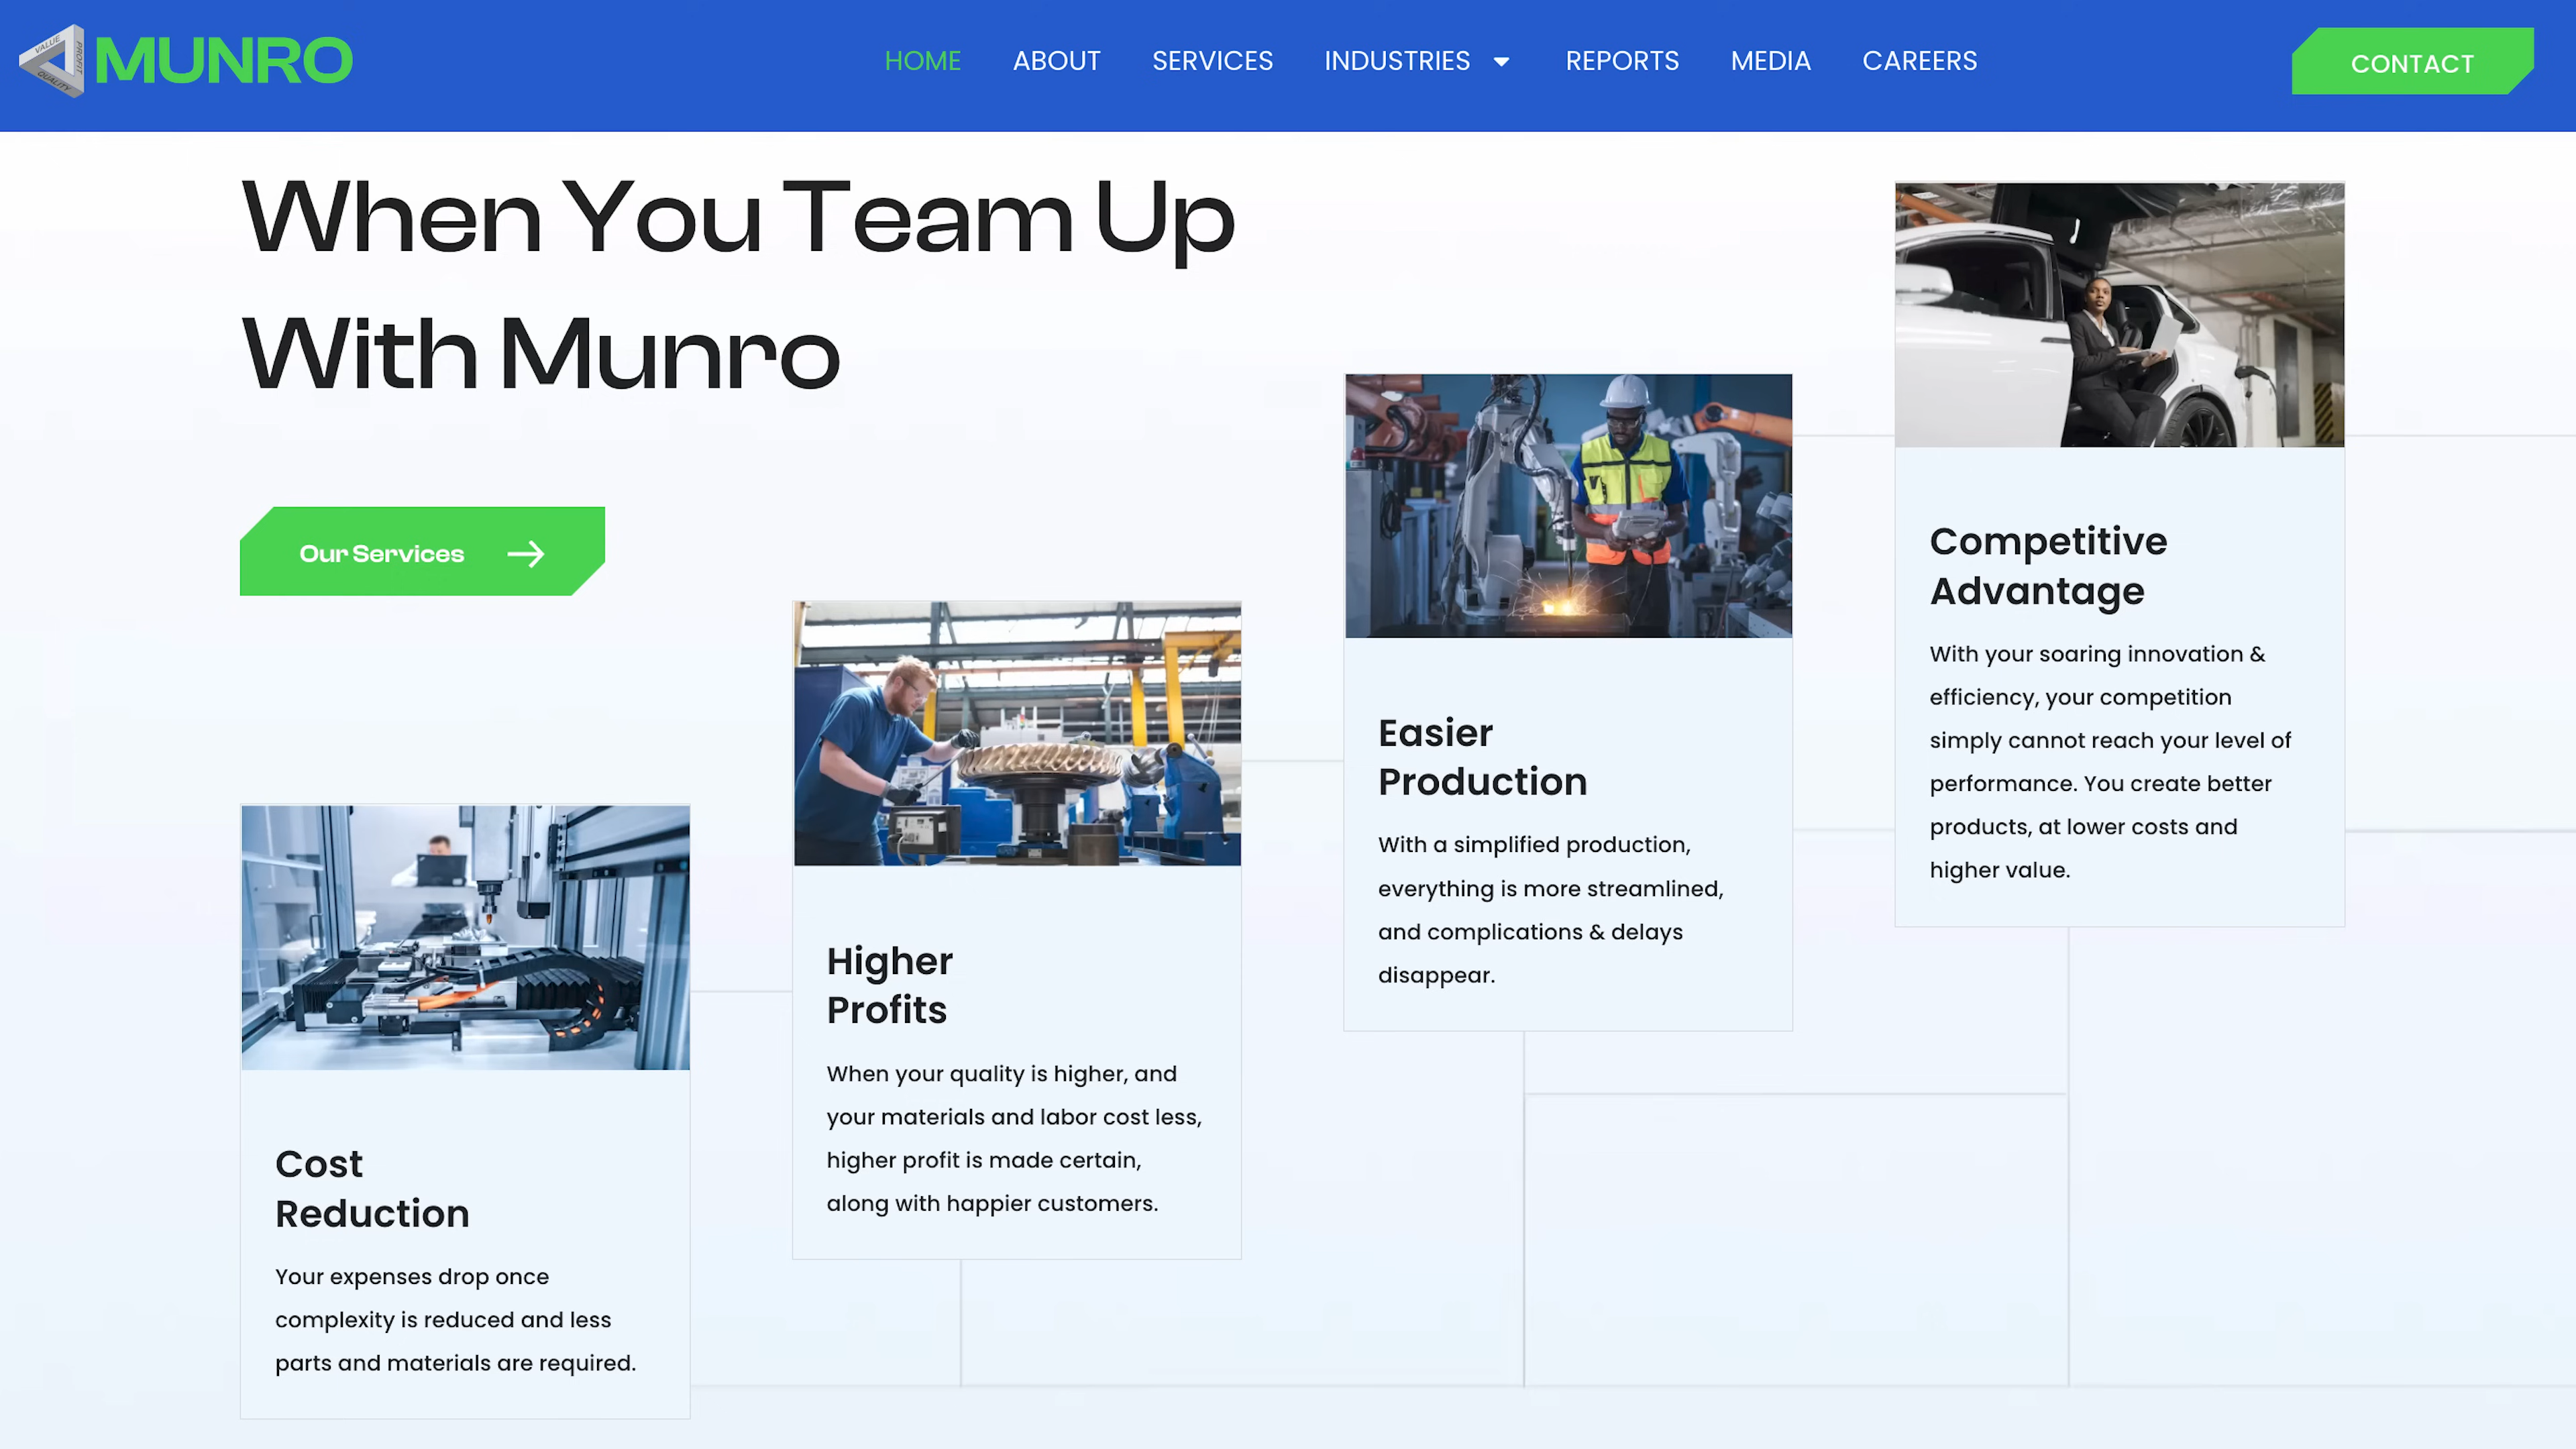 VALUE
PROFIT
QUALITY
MUNRO
HOME
ABOUT
SERVICES
INDUSTRIES
REPORTS
MEDIA
CAREERS
CONTACT
When You Team Up
With Munro
Our Services
Cost
Reduction
Your expenses drop once
complexity is reduced and less
parts and materials are required.
Higher
Profits
When your quality is higher, and
your materials and labor cost less,
higher profit is made certain,
along with happier customers.
Easier
Production
With a simplified production,
everything is more streamlined,
and complications & delays
disappear.
Competitive
Advantage
With your soaring innovation &
efficiency, your competition
simply cannot reach your level of
performance. You create better
products, at lower costs and
higher value.